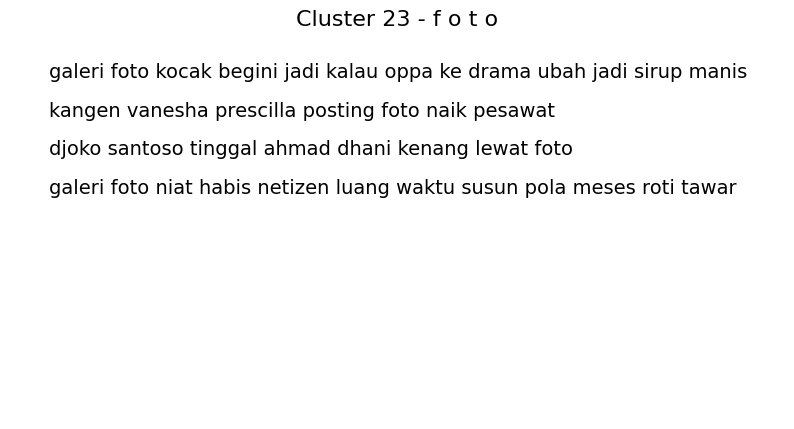 Cluster 23 - f o t o
galeri foto kocak begini jadi kalau oppa ke drama ubah jadi sirup manis
kangen vanesha prescilla posting foto naik pesawat
djoko santoso tinggal ahmad dhani kenang lewat foto
galeri foto niat habis netizen luang waktu susun pola meses roti tawar